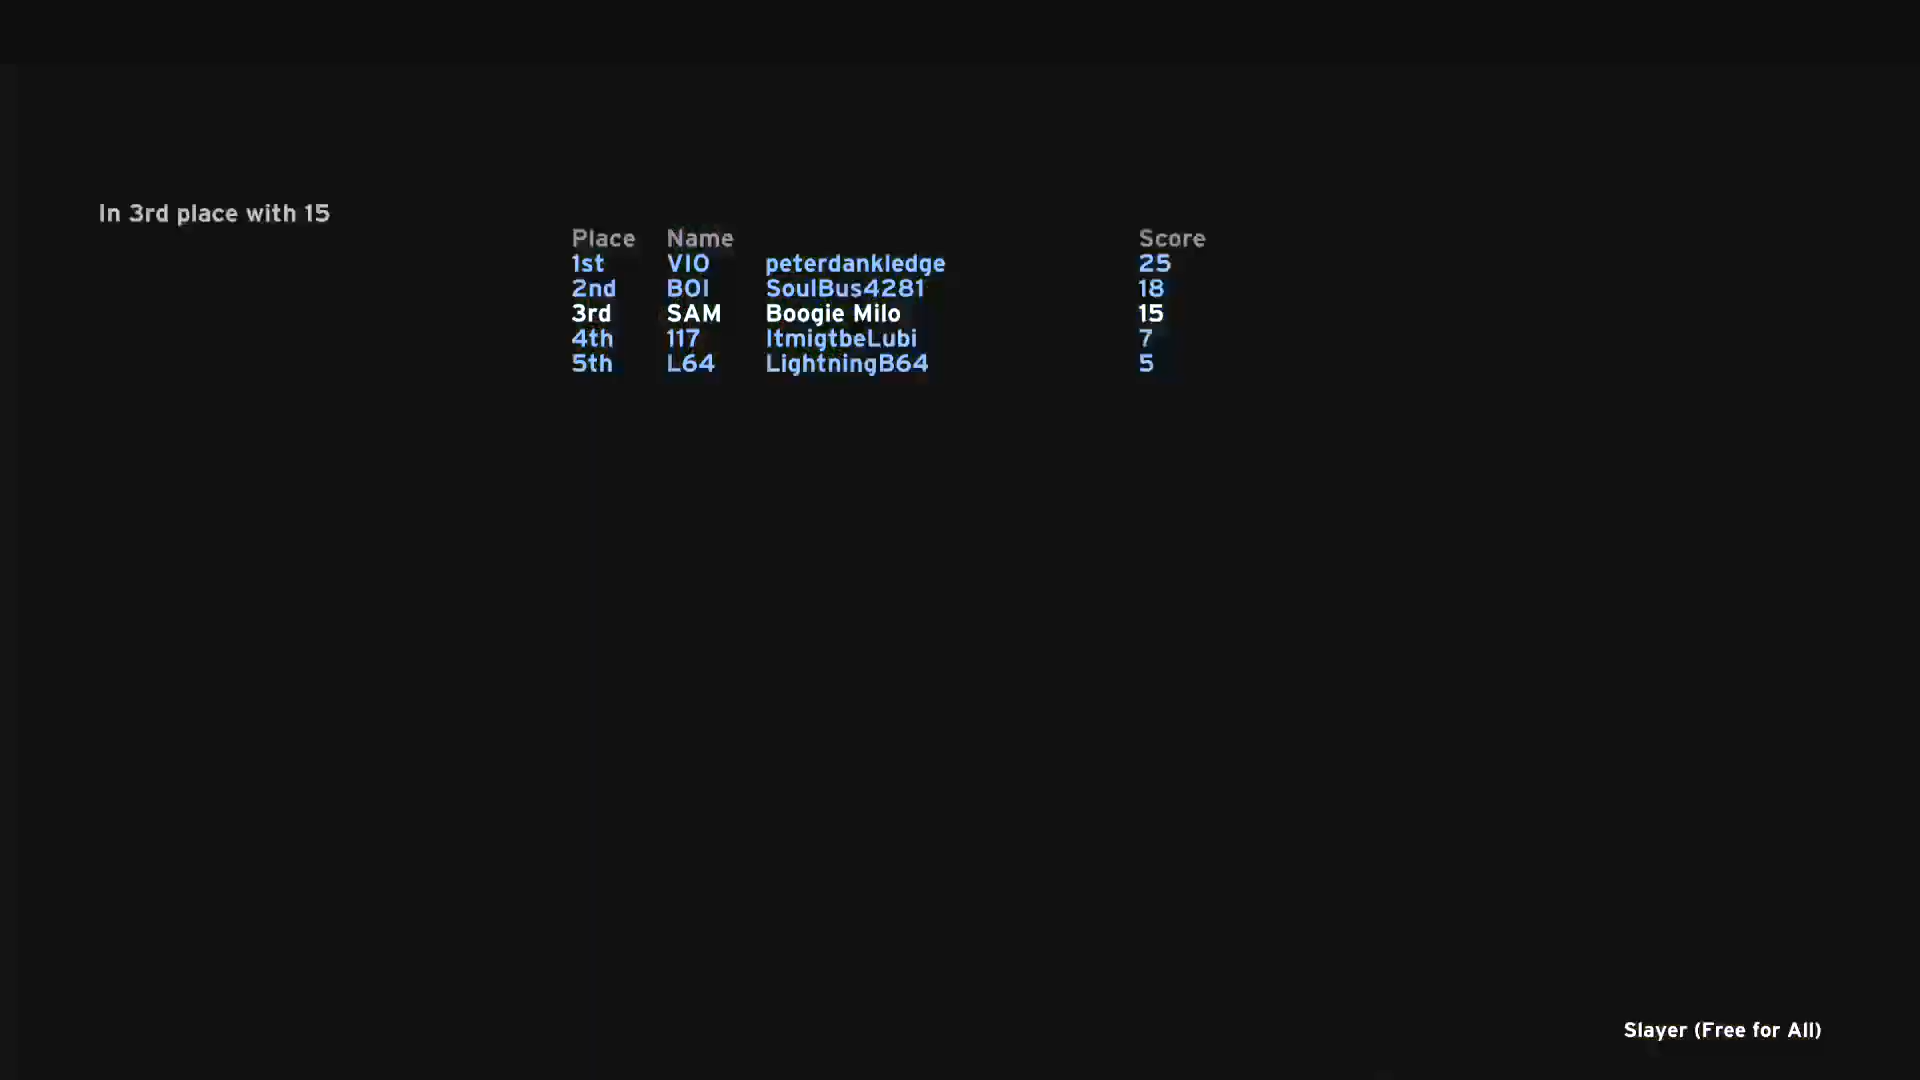 In 3rd place with 15
Place Name Score
1st VIO peterdankledge 25
2nd BOI SoulBus4281 18
3rd SAM Boogie Milo 15
4th 117 ItmigtbeLubi 7
5th L64 LightningB64 5
Slayer (Free for All)